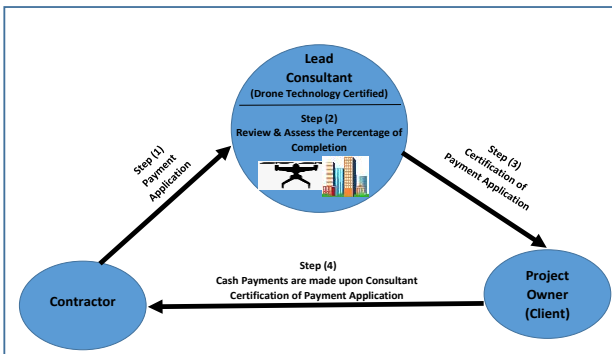 Lead
Consultant
(Drone Technology Certified)
Step (2)
Review & Assess the Percentage of
Completion
Step (1)
Payment
Application
Step (3)
Certification of
Payment Application
Step (4)
Cash Payments are made upon Consultant
Certification of Payment Application
Contractor
Project
Owner
(Client)